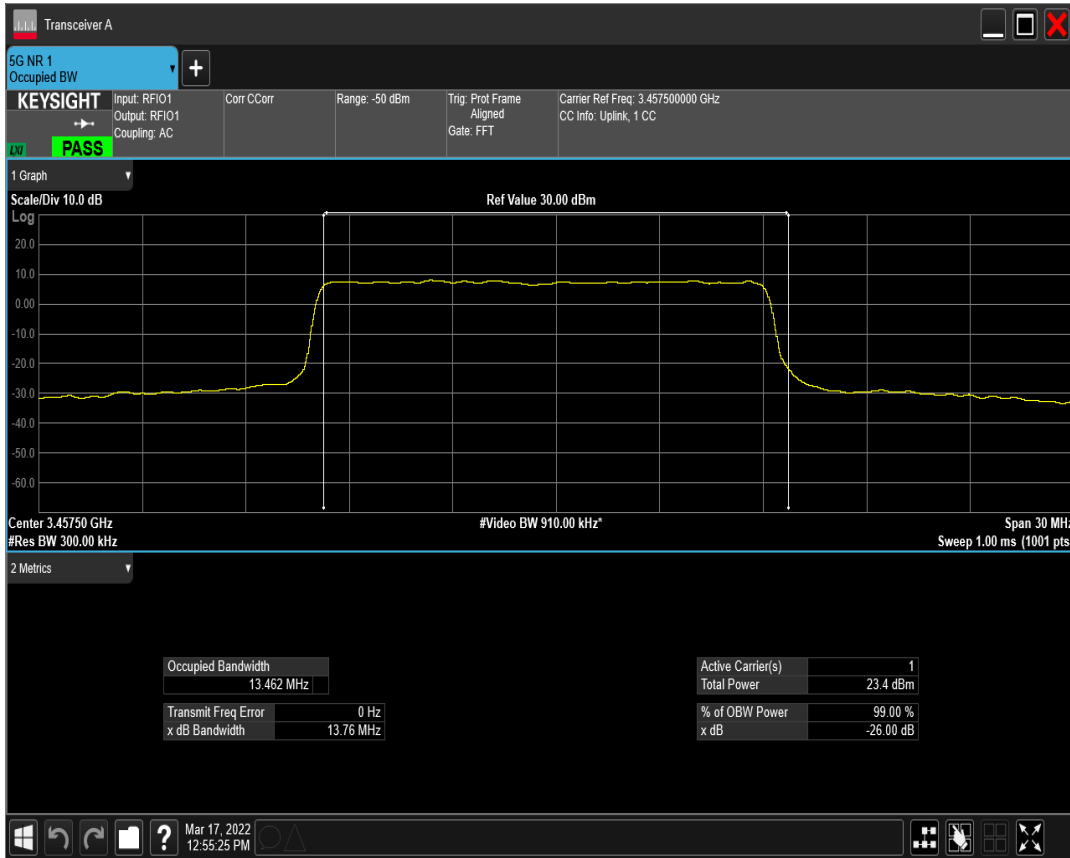 Transceiver A
5G NR 1
Occupied BW
KEYSIGHT
LXI
PASS
Input: RFIO1
Output: RFIO1
Coupling: AC
Corr CCorr
Range: -50 dBm
Trig: Prot Frame
Aligned
Gate: FFT
Carrier Ref Freq: 3.457500000 GHz
CC Info: Uplink, 1 CC
1 Graph
Scale/Div 10.0 dB
Ref Value 30.00 dBm
Log
20.0
10.0
0.00
-10.0
-20.0
-30.0
-40.0
-50.0
-60.0
Center 3.45750 GHz
#Video BW 910.00 kHz*
Span 30 MHz
#Res BW 300.00 kHz
Sweep 1.00 ms (1001 pts
2 Metrics
Occupied Bandwidth
13.462 MHz
Transmit Freq Error 0 Hz
x dB Bandwidth 13.76 MHz
Active Carrier(s) 1
Total Power 23.4 dBm
% of OBW Power 99.00 %
x dB -26.00 dB
?
Mar 17, 2022
12:55:25 PM